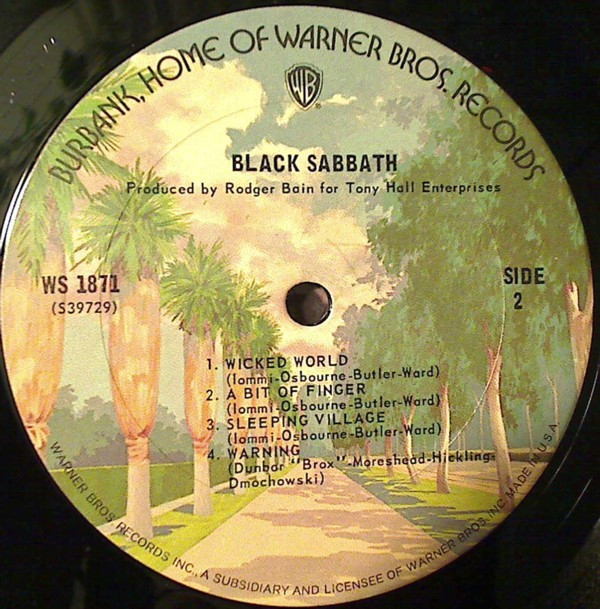 BURBANK, HOME OF WARNER BROS. RECORDS
WB
BLACK SABBATH
Produced by Rodger Bain for Tony Hall Enterprises
WS 1871
(S39729)
SIDE
2
1. WICKED WORLD
(Iommi-Osbourne-Butler-Ward)
2. A BIT OF FINGER
(Iommi-Osbourne-Butler-Ward)
3. SLEEPING VILLAGE
(Iommi-Osbourne-Butler-Ward)
4. WARNING
(Dunbar "Brox"-Moreshead-Hickling-
Dmochowski)
WARNER BROS. RECORDS INC., A SUBSIDIARY AND LICENSEE OF WARNER BROS. INC. MADE IN U.S.A.